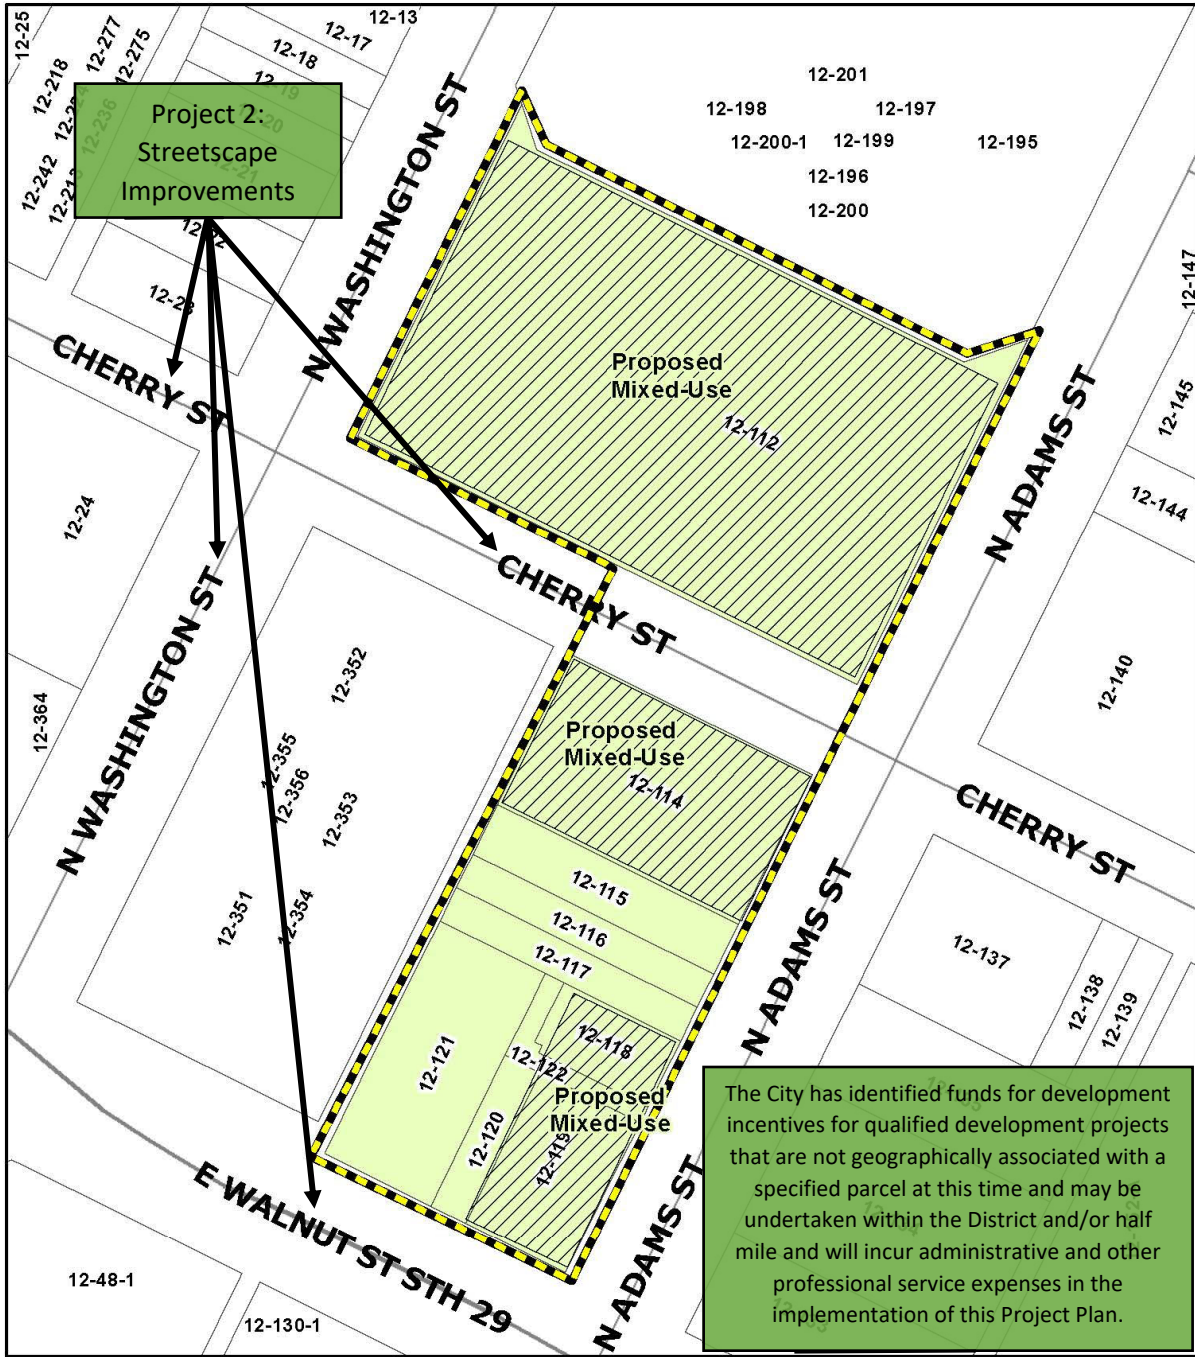 12-25
12-218
12-277
12-275
12-236
12-242
12-13
12-17
12-18
12-19
12-20
12-21
12-23
Project 2:
Streetscape
Improvements
N WASHINGTON ST
12-201
12-198
12-197
12-200-1
12-199
12-195
12-196
12-200
12-147
12-145
12-144
12-140
CHERRY ST
Proposed
Mixed-Use
12-112
N ADAMS ST
12-24
CHERRY ST
12-364
N WASHINGTON ST
12-352
12-355
12-356
12-353
12-351
12-354
Proposed
Mixed-Use
12-114
CHERRY ST
12-115
12-116
12-117
N ADAMS ST
12-137
12-138
12-139
12-121
12-118
12-122
12-120
Proposed
Mixed-Use
12-119
E WALNUT ST STH 29
N ADAMS ST
12-48-1
12-130-1
The City has identified funds for development
incentives for qualified development projects
that are not geographically associated with a
specified parcel at this time and may be
undertaken within the District and/or half
mile and will incur administrative and other
professional service expenses in the
implementation of this Project Plan.